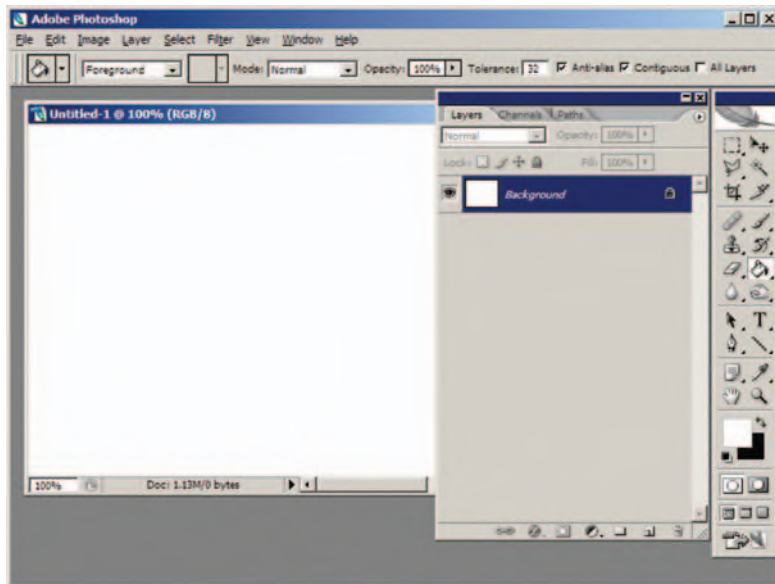 Adobe Photoshop
File Edit Image Layer Select Filter View Window Help
Foreground Mode: Normal Opacity: 100% Tolerance: 32 Anti-alias Contiguous All Layers
Untitled-1 @ 100% (RGB/8)
Layers Channels Paths
Normal Opacity: 100%
Lock: Fill: 100%
Background
T
100% Doc: 1.13M/0 bytes